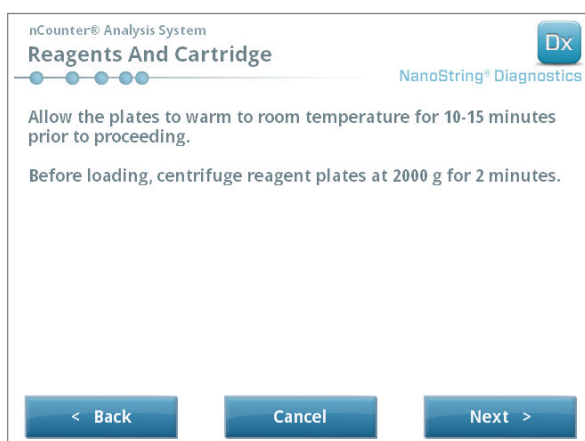 nCounter® Analysis System
Reagents And Cartridge
Dx
NanoString® Diagnostics
Allow the plates to warm to room temperature for 10-15 minutes
prior to proceeding.
Before loading, centrifuge reagent plates at 2000 g for 2 minutes.
< Back
Cancel
Next >